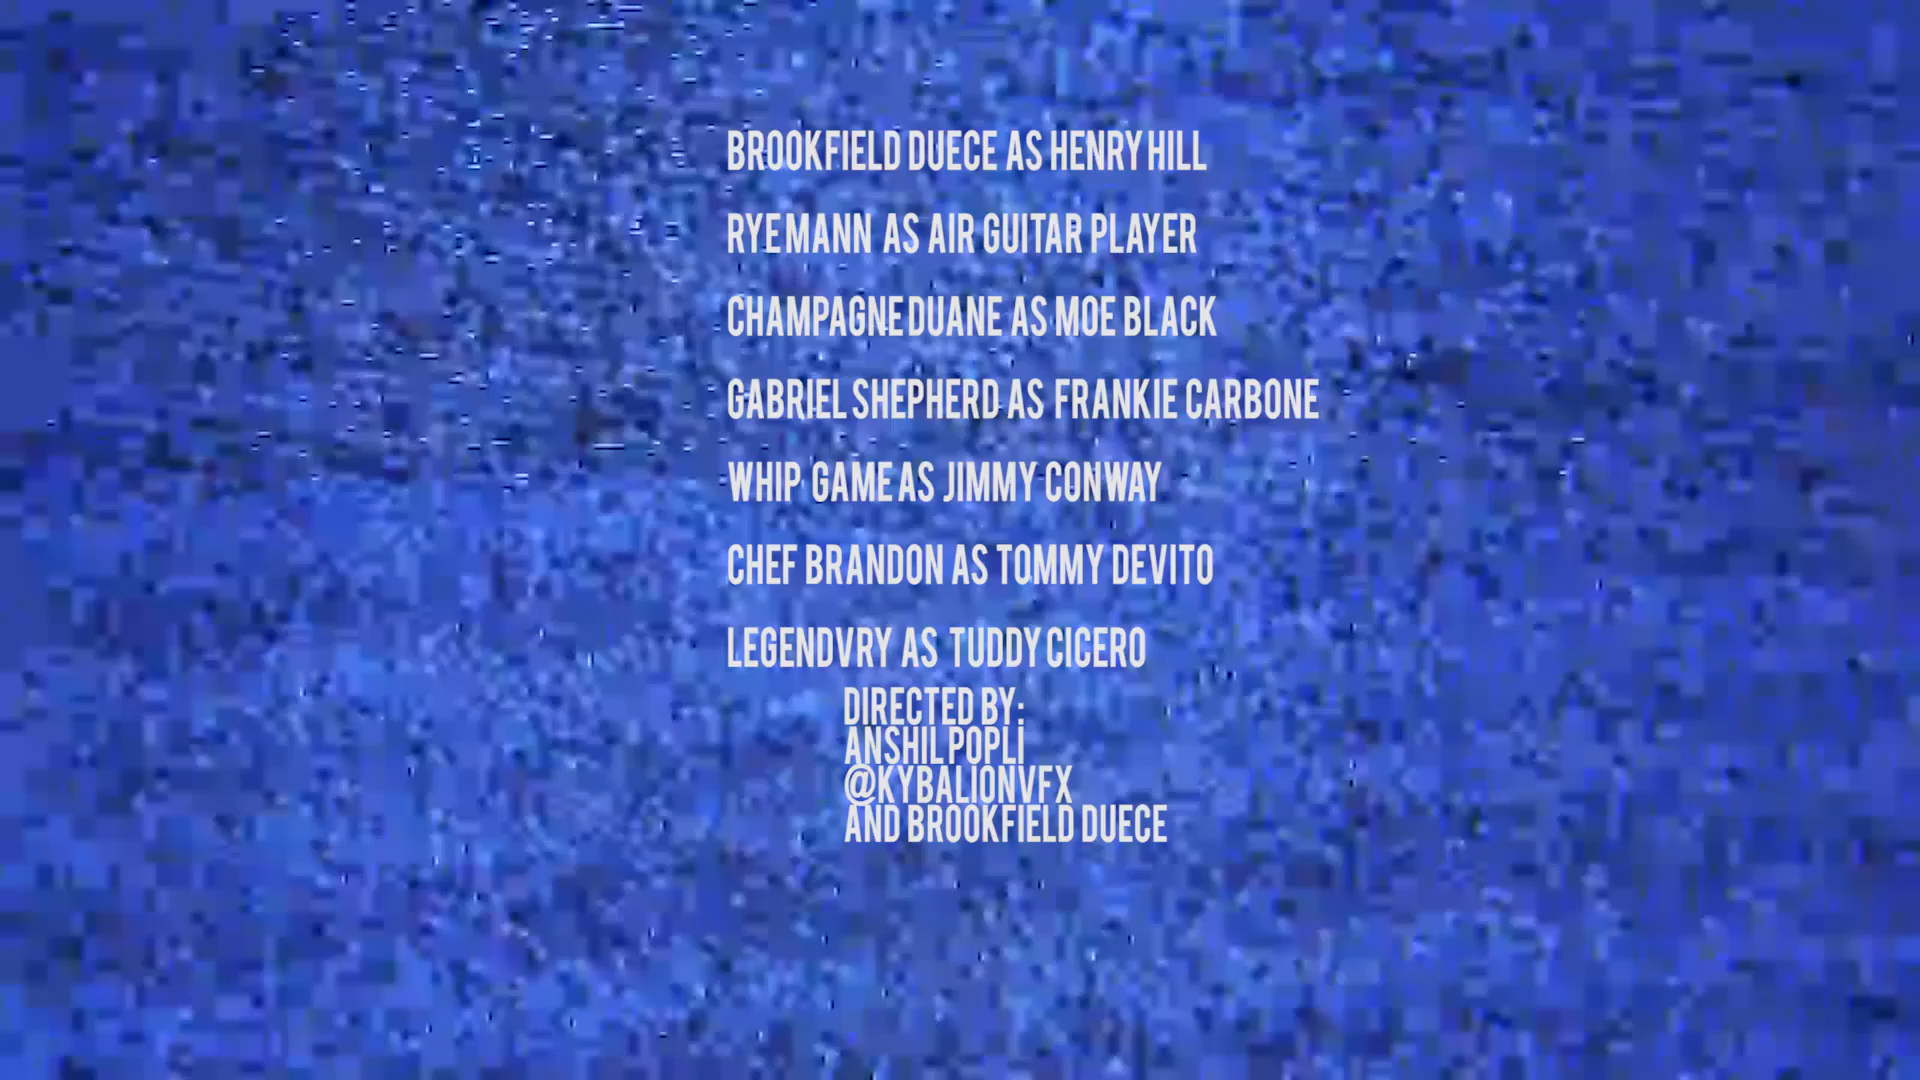 BROOKFIELD DUECE AS HENRY HILL
RYE MANN AS AIR GUITAR PLAYER
CHAMPAGNE DUANE AS MOE BLACK
GABRIEL SHEPHERD AS FRANKIE CARBONE
WHIP GAME AS JIMMY CONWAY
CHEF BRANDON AS TOMMY DEVITO
LEGENDVRY AS TUDDY CICERO
DIRECTED BY:
ANSHIL POPLI
@KYBALIONVFX
AND BROOKFIELD DUECE